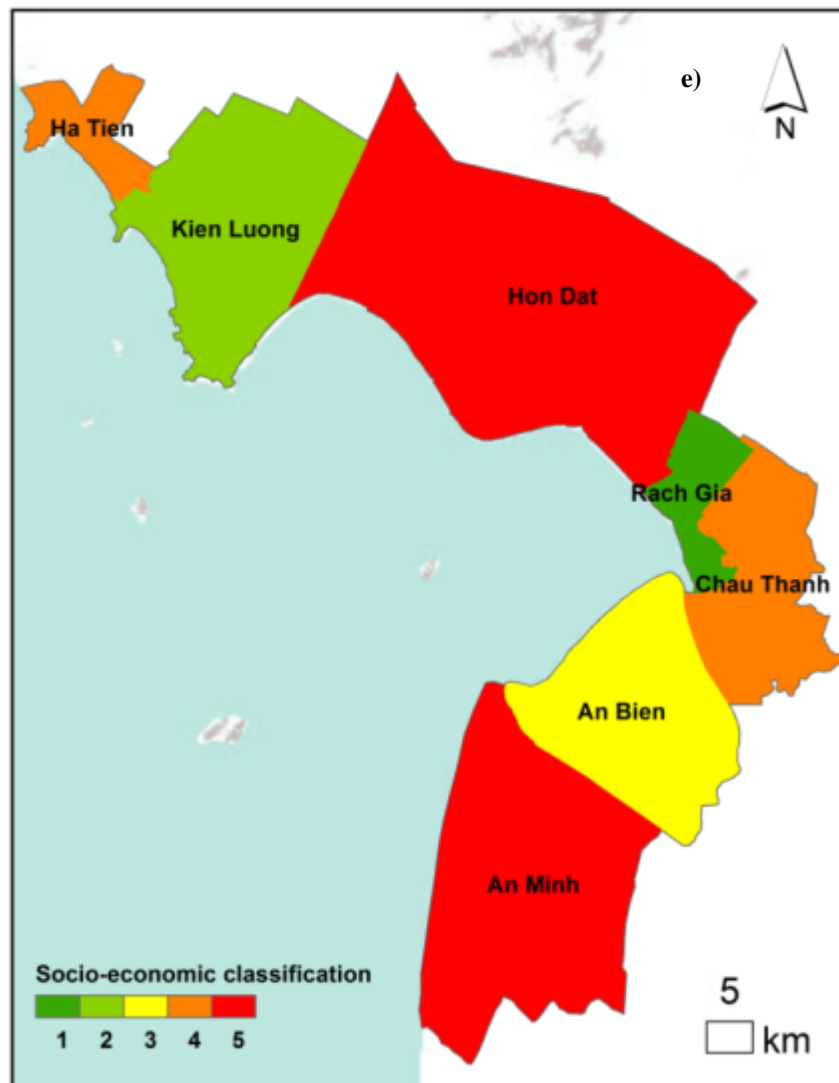 e)
N
Ha Tien
Kien Luong
Hon Dat
Rach Gia
Chau Thanh
An Bien
An Minh
Socio-economic classification
1 2 3 4 5
5
km